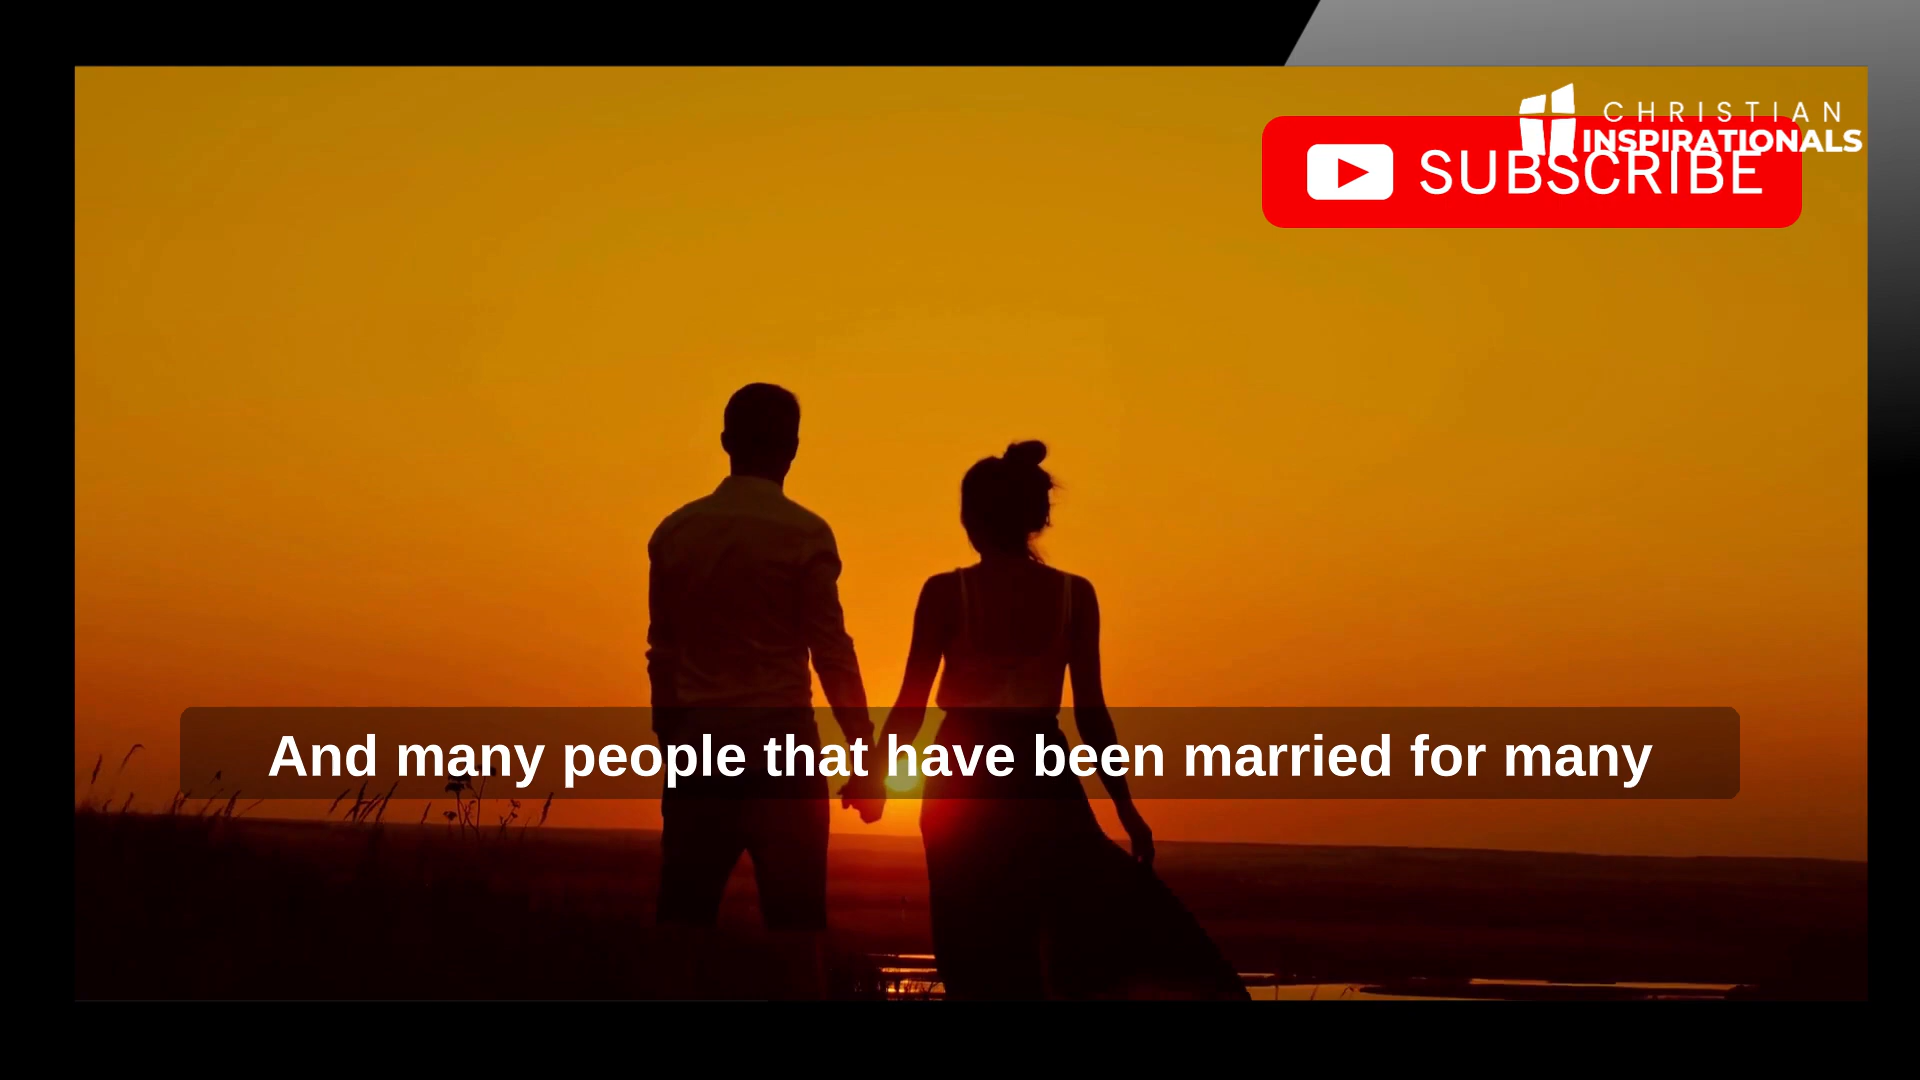 CHRISTIAN
INSPIRATIONALS
SUBSCRIBE
And many people that have been married for many